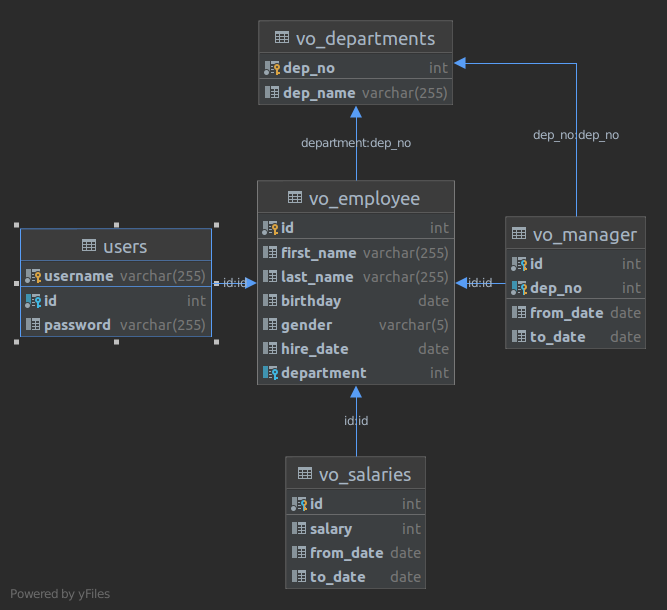 vo_departments
dep_no int
dep_name varchar(255)
department:dep_no
dep_no:dep_no
vo_employee
id int
first_name varchar(255)
last_name varchar(255)
birthday date
gender varchar(5)
hire_date date
department int
users
username varchar(255)
id int
password varchar(255)
id:id
vo_manager
id int
dep_no int
from_date date
to_date date
id:id
id:id
vo_salaries
id int
salary int
from_date date
to_date date
Powered by yFiles